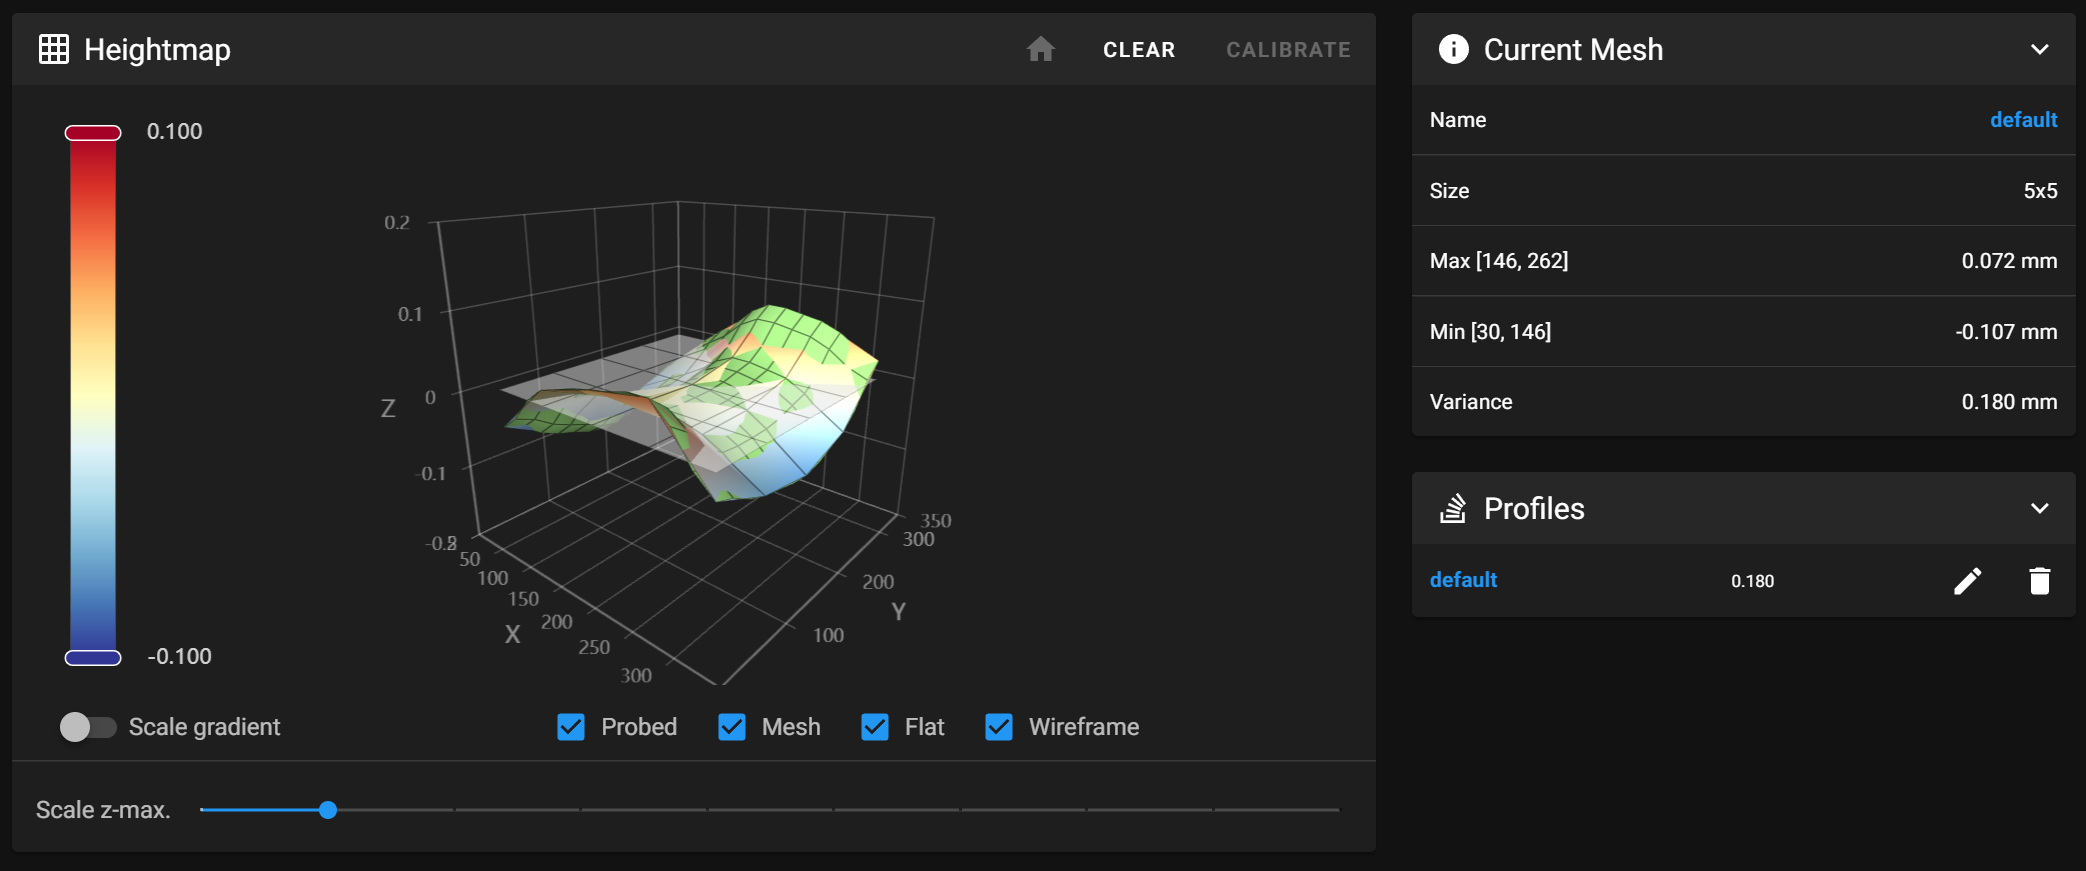 Heightmap
CLEAR
CALIBRATE
0.100
-0.100
0.2
0.1
0
-0.1
Z
50
100
150
200
250
300
X
100
200
300
350
Y
Scale gradient
Probed
Mesh
Flat
Wireframe
Scale z-max.
Current Mesh
Name default
Size 5x5
Max [146, 262] 0.072 mm
Min [30, 146] -0.107 mm
Variance 0.180 mm
Profiles
default 0.180